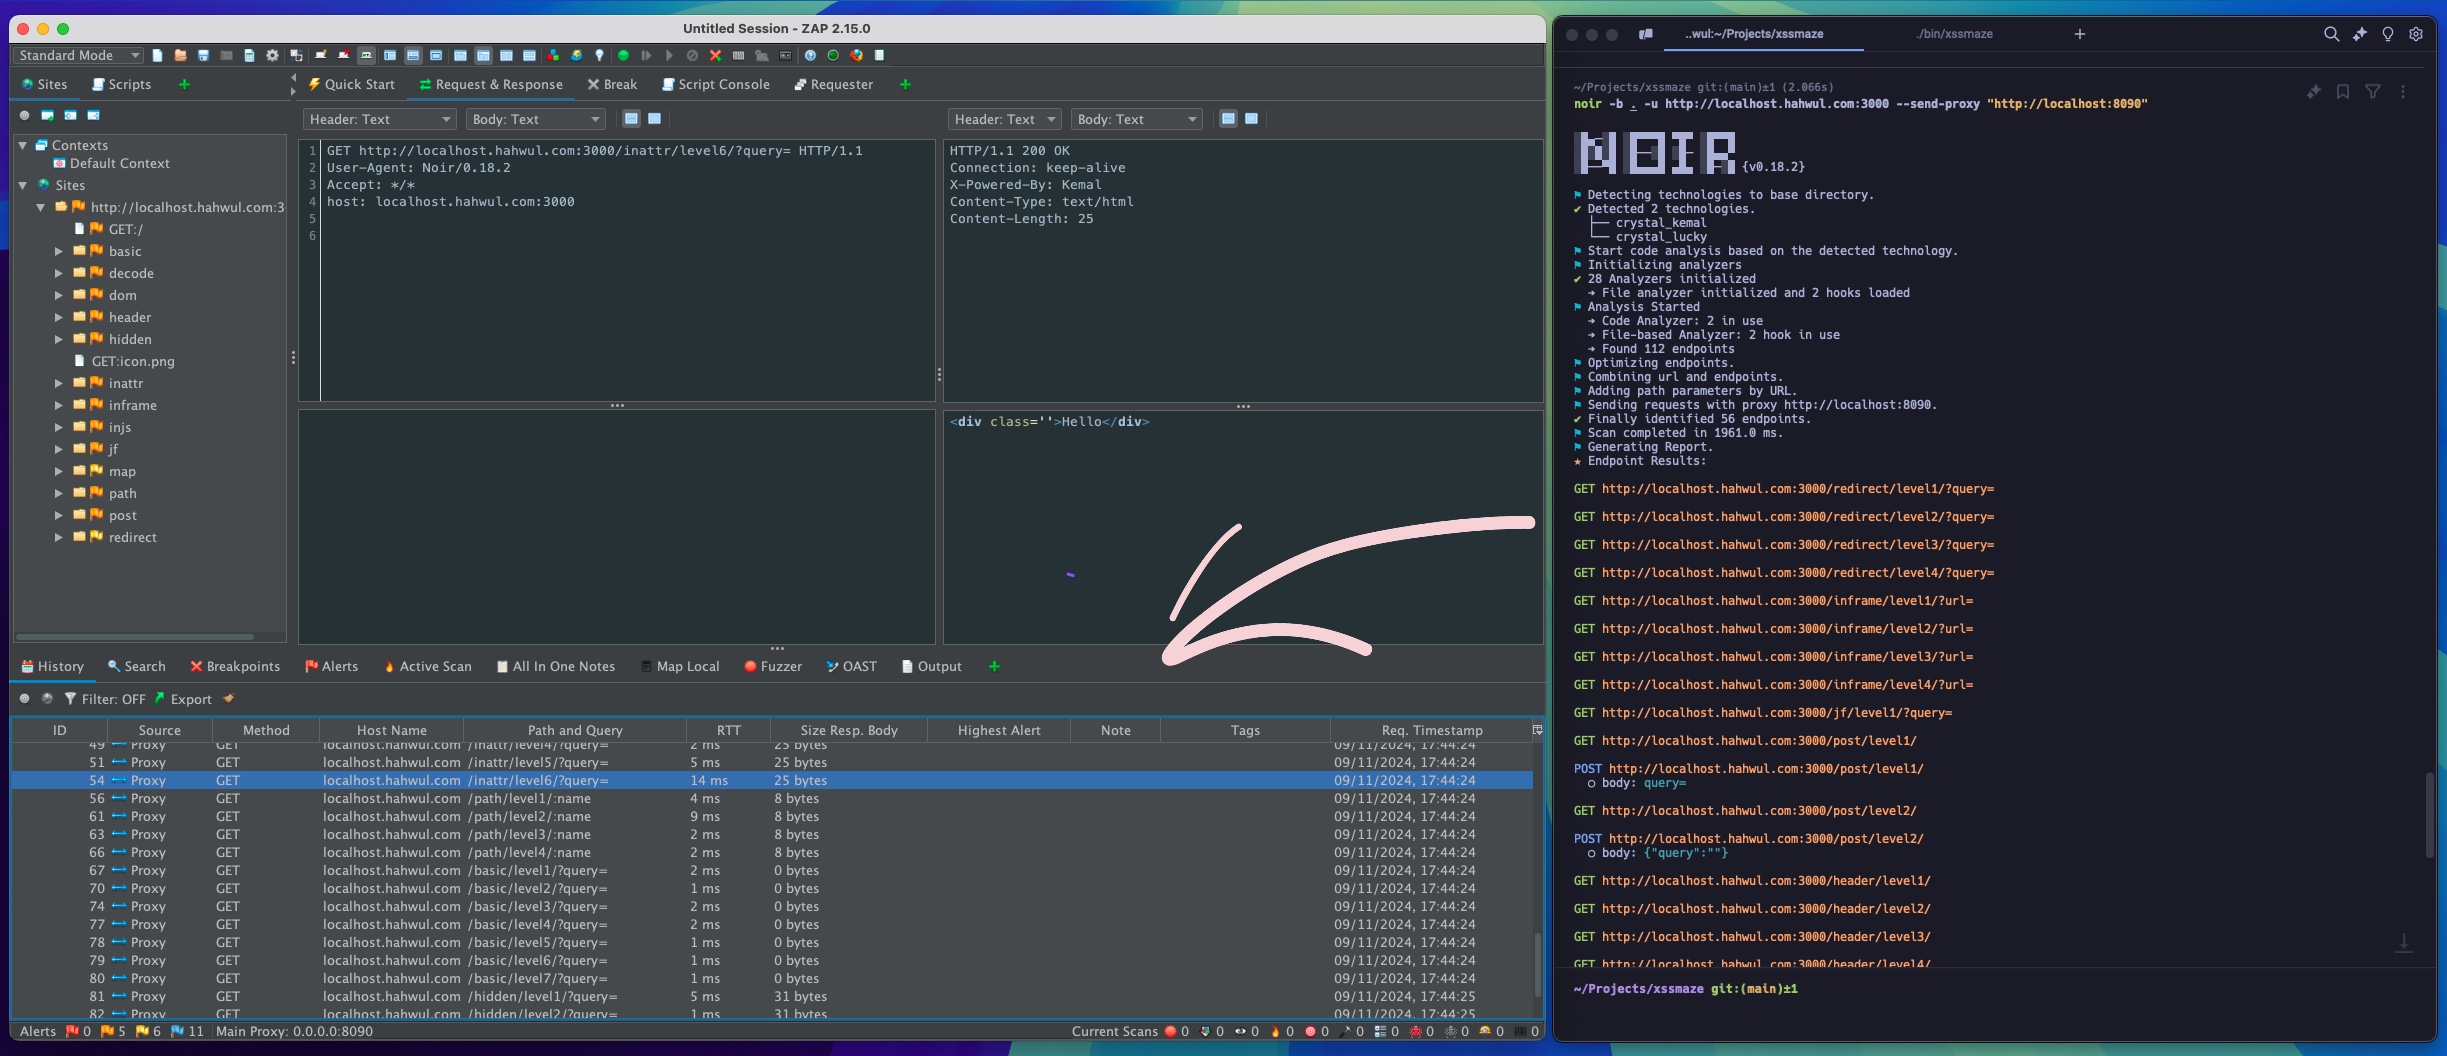 Untitled Session - ZAP 2.15.0
Standard Mode
Sites
Scripts
Quick Start
Request & Response
Break
Script Console
Requester
Contexts
Default Context
Sites
http://localhost.hahwul.com:3
GET:/
basic
decode
dom
header
hidden
GET:icon.png
inattr
inframe
injs
jf
map
path
post
redirect
Header: Text
Body: Text
1 GET http://localhost.hahwul.com:3000/inattr/level6/?query= HTTP/1.1
2 User-Agent: Noir/0.18.2
3 Accept: */*
4 host: localhost.hahwul.com:3000
5
6
Header: Text
Body: Text
HTTP/1.1 200 OK
Connection: keep-alive
X-Powered-By: Kemal
Content-Type: text/html
Content-Length: 25
<div class=''>Hello</div>
History
Search
Breakpoints
Alerts
Active Scan
All In One Notes
Map Local
Fuzzer
OAST
Output
Filter: OFF
Export
ID Source Method Host Name Path and Query RTT Size Resp. Body Highest Alert Note Tags Req. Timestamp
49 Proxy GET localhost.hahwul.com /inattr/level4/?query= 2 ms 25 bytes 09/11/2024, 17:44:24
51 Proxy GET localhost.hahwul.com /inattr/level5/?query= 5 ms 25 bytes 09/11/2024, 17:44:24
54 Proxy GET localhost.hahwul.com /inattr/level6/?query= 14 ms 25 bytes 09/11/2024, 17:44:24
56 Proxy GET localhost.hahwul.com /path/level1/:name 4 ms 8 bytes 09/11/2024, 17:44:24
61 Proxy GET localhost.hahwul.com /path/level2/:name 9 ms 8 bytes 09/11/2024, 17:44:24
63 Proxy GET localhost.hahwul.com /path/level3/:name 2 ms 8 bytes 09/11/2024, 17:44:24
66 Proxy GET localhost.hahwul.com /path/level4/:name 2 ms 8 bytes 09/11/2024, 17:44:24
67 Proxy GET localhost.hahwul.com /basic/level1/?query= 2 ms 0 bytes 09/11/2024, 17:44:24
70 Proxy GET localhost.hahwul.com /basic/level2/?query= 1 ms 0 bytes 09/11/2024, 17:44:24
74 Proxy GET localhost.hahwul.com /basic/level3/?query= 2 ms 0 bytes 09/11/2024, 17:44:24
77 Proxy GET localhost.hahwul.com /basic/level4/?query= 2 ms 0 bytes 09/11/2024, 17:44:24
78 Proxy GET localhost.hahwul.com /basic/level5/?query= 1 ms 0 bytes 09/11/2024, 17:44:24
79 Proxy GET localhost.hahwul.com /basic/level6/?query= 1 ms 0 bytes 09/11/2024, 17:44:24
80 Proxy GET localhost.hahwul.com /basic/level7/?query= 1 ms 0 bytes 09/11/2024, 17:44:24
81 Proxy GET localhost.hahwul.com /hidden/level1/?query= 5 ms 31 bytes 09/11/2024, 17:44:25
82 Proxy GET localhost.hahwul.com /hidden/level2/?query= 1 ms 31 bytes 09/11/2024, 17:44:25
Alerts 0 5 6 11 Main Proxy: 0.0.0.0:8090
Current Scans 0 0 0 0 0 0 0 0 0 0 0
..wul:~/Projects/xssmaze
./bin/xssmaze
~/Projects/xssmaze git:(main)±1 (2.066s)
noir -b . -u http://localhost.hahwul.com:3000 --send-proxy "http://localhost:8090"
NOIR {v0.18.2}
Detecting technologies to base directory.
✔ Detected 2 technologies.
├── crystal_kemal
└── crystal_lucky
Start code analysis based on the detected technology.
Initializing analyzers
✔ 28 Analyzers initialized
➔ File analyzer initialized and 2 hooks loaded
Analysis Started
➔ Code Analyzer: 2 in use
➔ File-based Analyzer: 2 hook in use
➔ Found 112 endpoints
Optimizing endpoints.
Combining url and endpoints.
Adding path parameters by URL.
Sending requests with proxy http://localhost:8090.
✔ Finally identified 56 endpoints.
Scan completed in 1961.0 ms.
Generating Report.
★ Endpoint Results:
GET http://localhost.hahwul.com:3000/redirect/level1/?query=
GET http://localhost.hahwul.com:3000/redirect/level2/?query=
GET http://localhost.hahwul.com:3000/redirect/level3/?query=
GET http://localhost.hahwul.com:3000/redirect/level4/?query=
GET http://localhost.hahwul.com:3000/inframe/level1/?url=
GET http://localhost.hahwul.com:3000/inframe/level2/?url=
GET http://localhost.hahwul.com:3000/inframe/level3/?url=
GET http://localhost.hahwul.com:3000/inframe/level4/?url=
GET http://localhost.hahwul.com:3000/jf/level1/?query=
GET http://localhost.hahwul.com:3000/post/level1/
POST http://localhost.hahwul.com:3000/post/level1/
○ body: query=
GET http://localhost.hahwul.com:3000/post/level2/
POST http://localhost.hahwul.com:3000/post/level2/
○ body: {"query":""}
GET http://localhost.hahwul.com:3000/header/level1/
GET http://localhost.hahwul.com:3000/header/level2/
GET http://localhost.hahwul.com:3000/header/level3/
GET http://localhost.hahwul.com:3000/header/level4/
~/Projects/xssmaze git:(main)±1